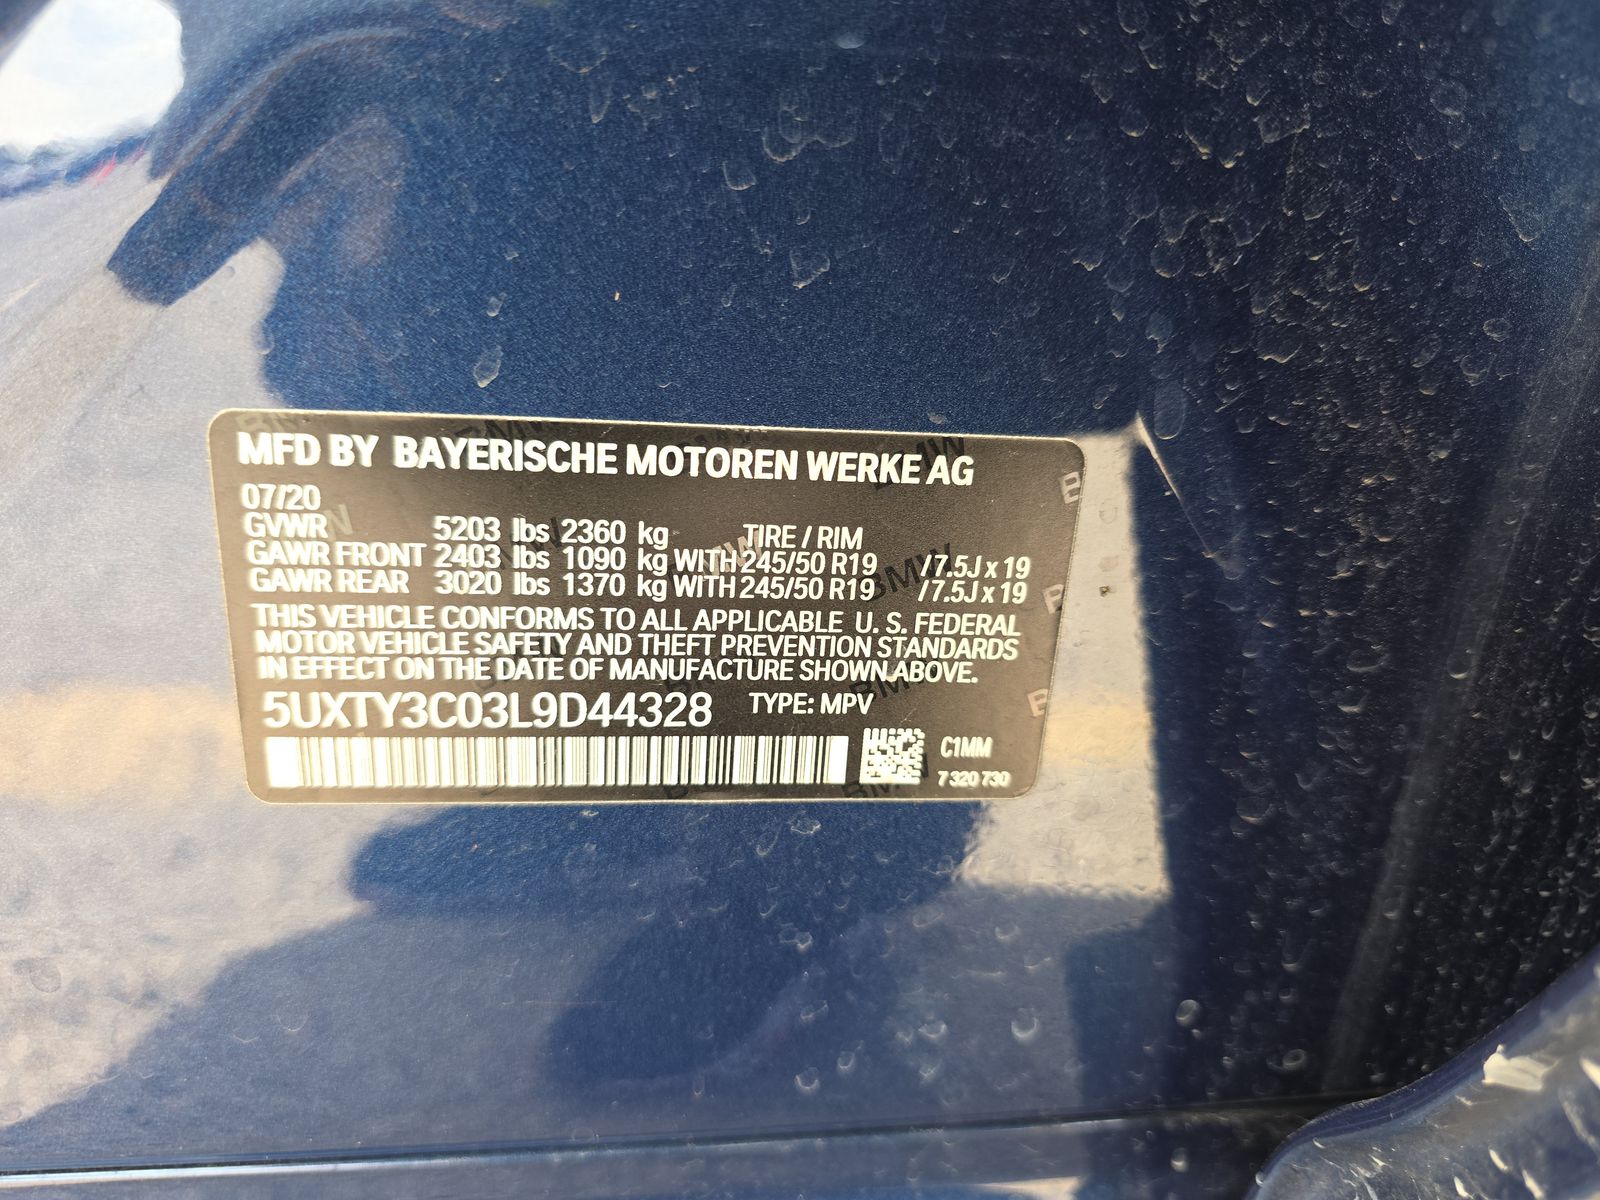 MFD BY BAYERISCHE MOTOREN WERKE AG
07/20
GVWR 5203 lbs 2360 kg TIRE / RIM
GAWR FRONT 2403 lbs 1090 kg WITH 245/50 R19 /7.5J x 19
GAWR REAR 3020 lbs 1370 kg WITH 245/50 R19 /7.5J x 19
THIS VEHICLE CONFORMS TO ALL APPLICABLE U. S. FEDERAL
MOTOR VEHICLE SAFETY AND THEFT PREVENTION STANDARDS
IN EFFECT ON THE DATE OF MANUFACTURE SHOWN ABOVE.
5UXTY3C03L9D44328 TYPE: MPV
C1MM
7 320 730